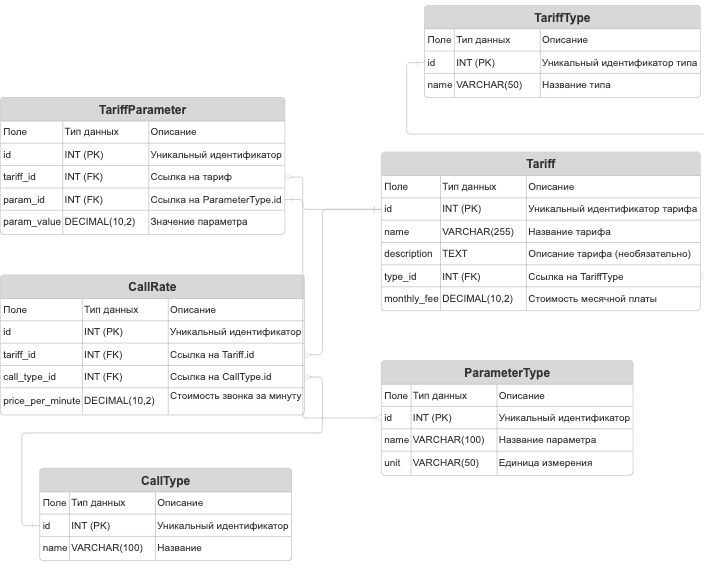 TariffType
Поле Тип данных Описание
id INT (PK) Уникальный идентификатор типа
name VARCHAR(50) Название типа
TariffParameter
Поле Тип данных Описание
id INT (PK) Уникальный идентификатор
tariff_id INT (FK) Ссылка на тариф
param_id INT (FK) Ссылка на ParameterType.id
param_value DECIMAL(10,2) Значение параметра
Tariff
Поле Тип данных Описание
id INT (PK) Уникальный идентификатор тарифа
name VARCHAR(255) Название тарифа
description TEXT Описание тарифа (необязательно)
type_id INT (FK) Ссылка на TariffType
monthly_fee DECIMAL(10,2) Стоимость месячной платы
CallRate
Поле Тип данных Описание
id INT (PK) Уникальный идентификатор
tariff_id INT (FK) Ссылка на Tariff.id
call_type_id INT (FK) Ссылка на CallType.id
price_per_minute DECIMAL(10,2) Стоимость звонка за минуту
ParameterType
Поле Тип данных Описание
id INT (PK) Уникальный идентификатор
name VARCHAR(100) Название параметра
unit VARCHAR(50) Единица измерения
CallType
Поле Тип данных Описание
id INT (PK) Уникальный идентификатор
name VARCHAR(100) Название